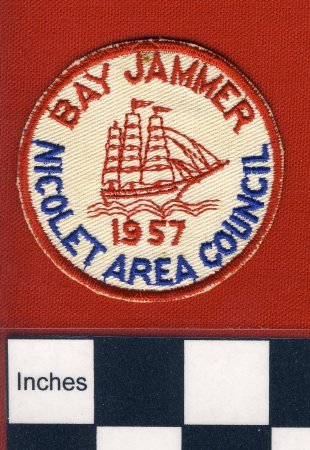 BAY JAMMER
1957
NICOLET AREA COUNCIL
Inches